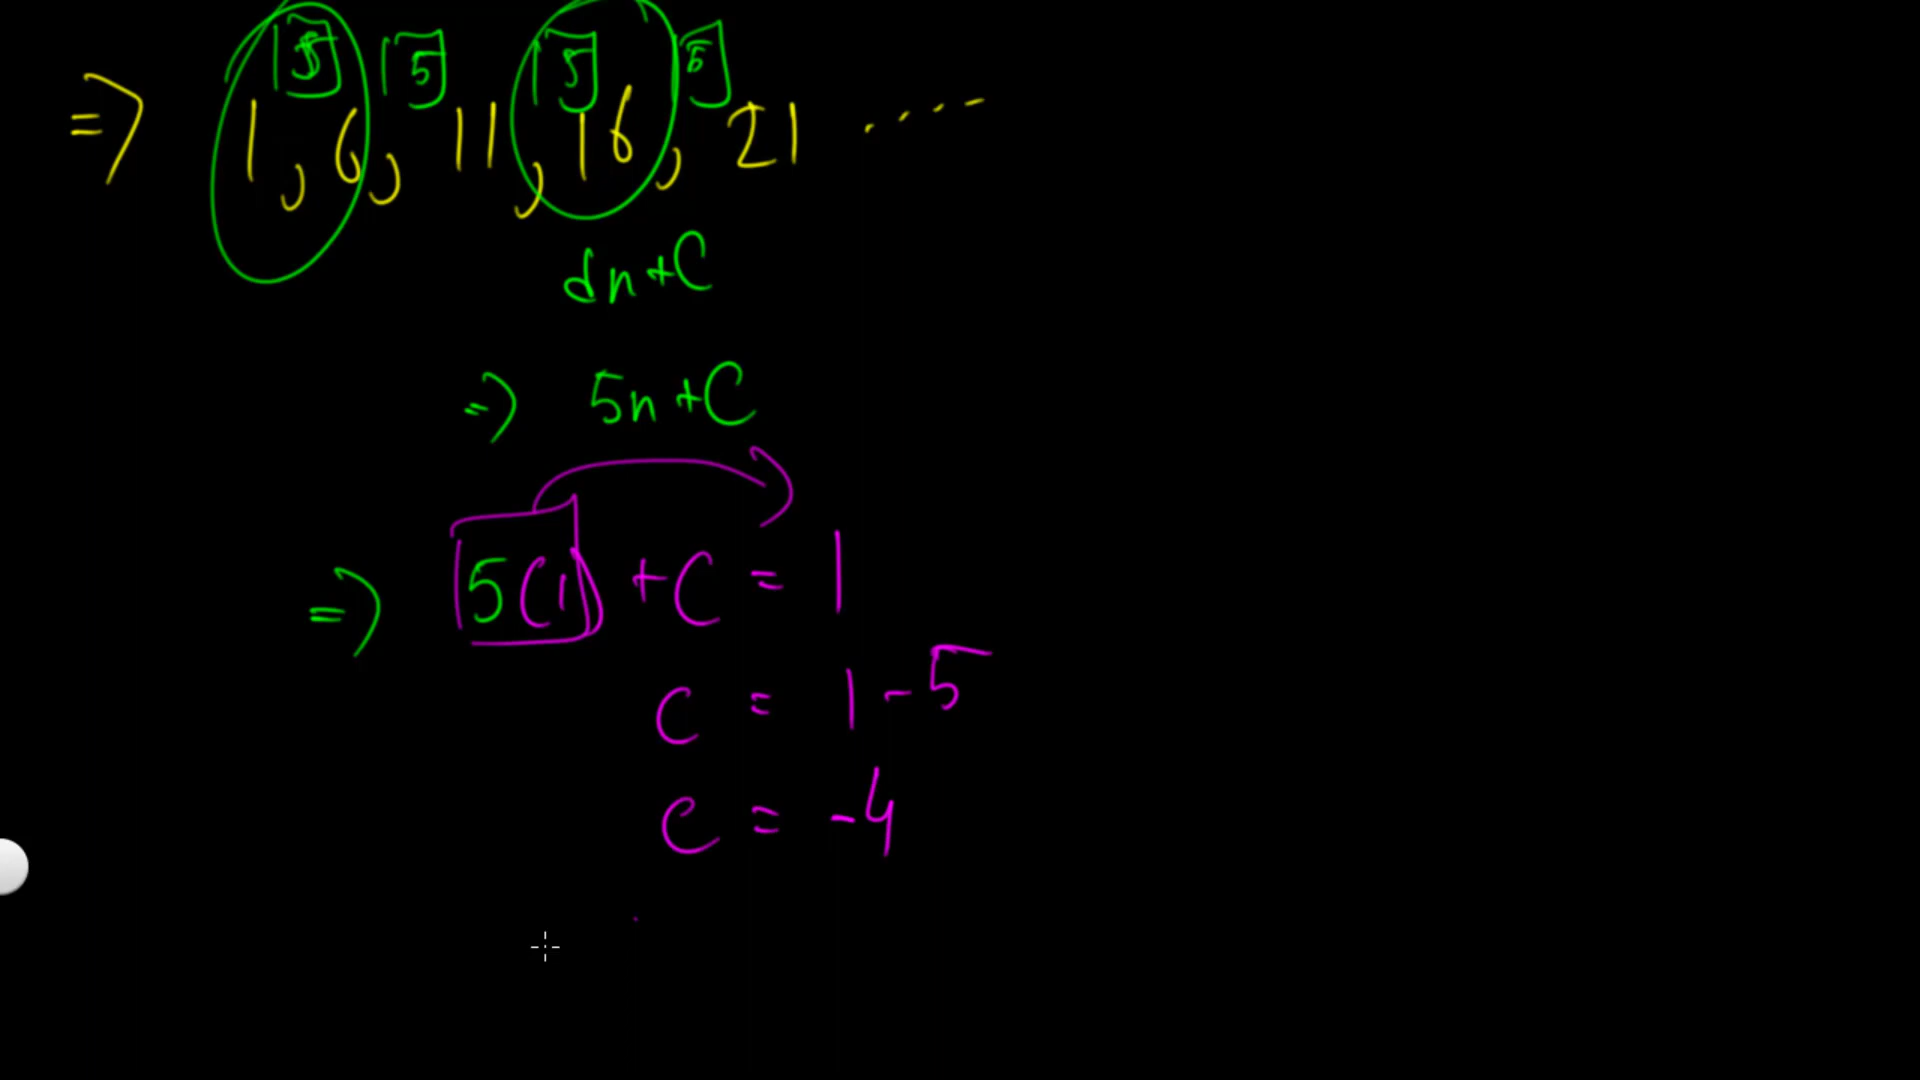 5 5 5 5
=> 1, 6, 11, 16, 21 ....
dn+C
=> 5n+C
=> 5(1) +C = 1
C = 1-5
C = -4